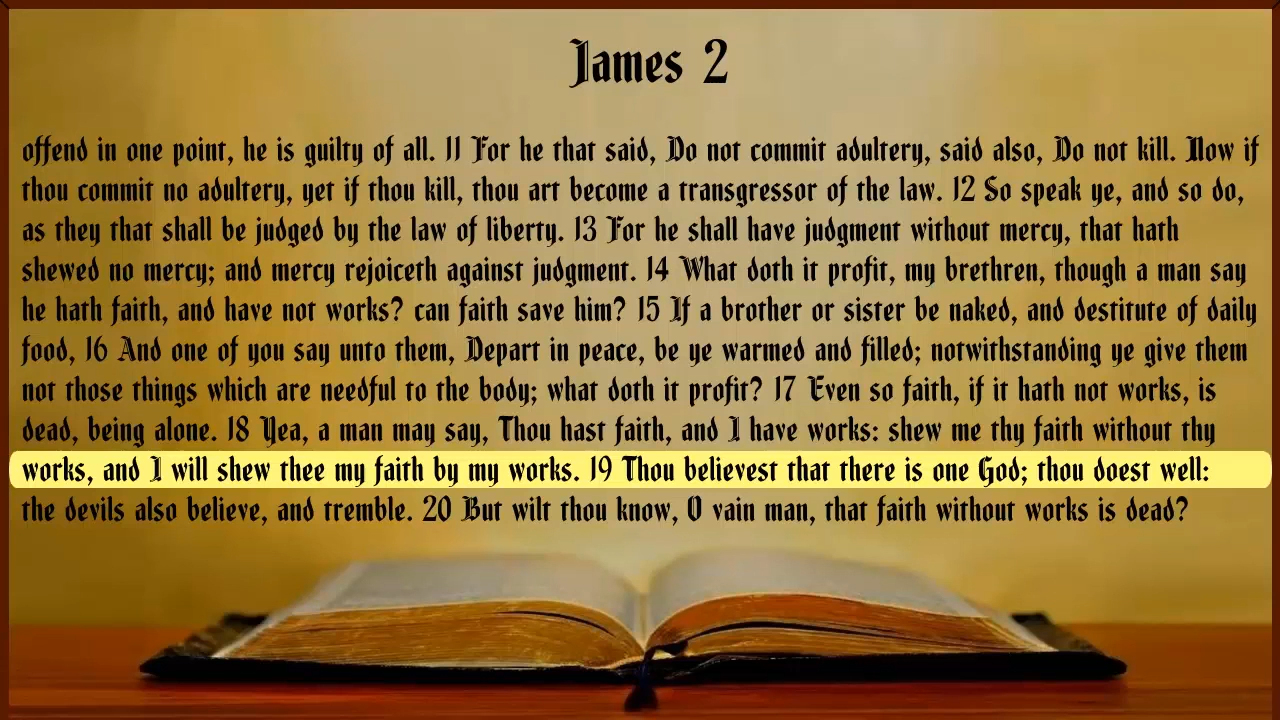 James 2
offend in one point, he is guilty of all. 11 For he that said, Do not commit adultery, said also, Do not kill. Now if
thou commit no adultery, yet if thou kill, thou art become a transgressor of the law. 12 So speak ye, and so do,
as they that shall be judged by the law of liberty. 13 For he shall have judgment without mercy, that hath
shewed no mercy; and mercy rejoiceth against judgment. 14 What doth it profit, my brethren, though a man say
he hath faith, and have not works? can faith save him? 15 If a brother or sister be naked, and destitute of daily
food, 16 And one of you say unto them, Depart in peace, be ye warmed and filled; notwithstanding ye give them
not those things which are needful to the body; what doth it profit? 17 Even so faith, if it hath not works, is
dead, being alone. 18 Yea, a man may say, Thou hast faith, and I have works: shew me thy faith without thy
works, and I will shew thee my faith by my works. 19 Thou believest that there is one God; thou doest well:
the devils also believe, and tremble. 20 But wilt thou know, O vain man, that faith without works is dead?